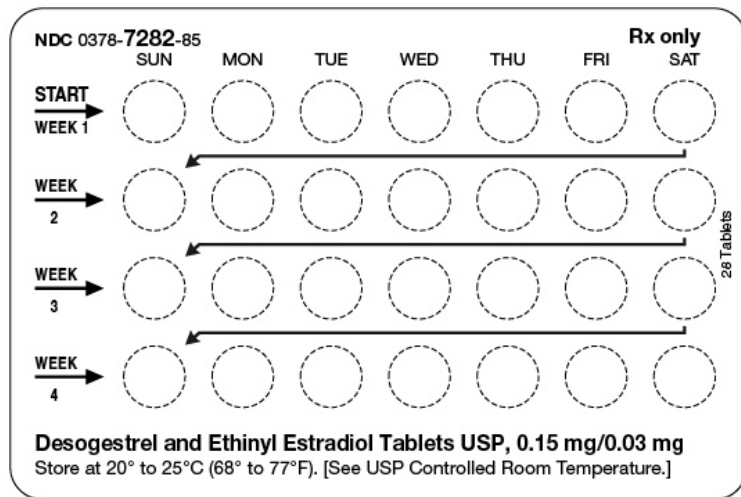 NDC 0378-7282-85 Rx only
SUN MON TUE WED THU FRI SAT
START
WEEK 1
WEEK
2
WEEK
3
WEEK
4
28 Tablets
Desogestrel and Ethinyl Estradiol Tablets USP, 0.15 mg/0.03 mg
Store at 20° to 25°C (68° to 77°F). [See USP Controlled Room Temperature.]